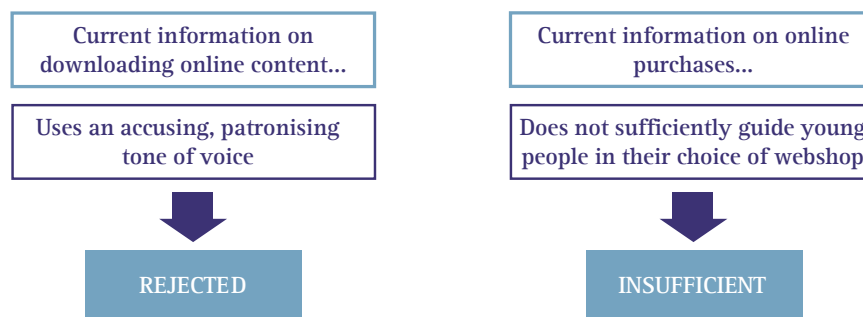 Current information on
downloading online content...
Uses an accusing, patronising
tone of voice
REJECTED
Current information on online
purchases...
Does not sufficiently guide young
people in their choice of webshop
INSUFFICIENT